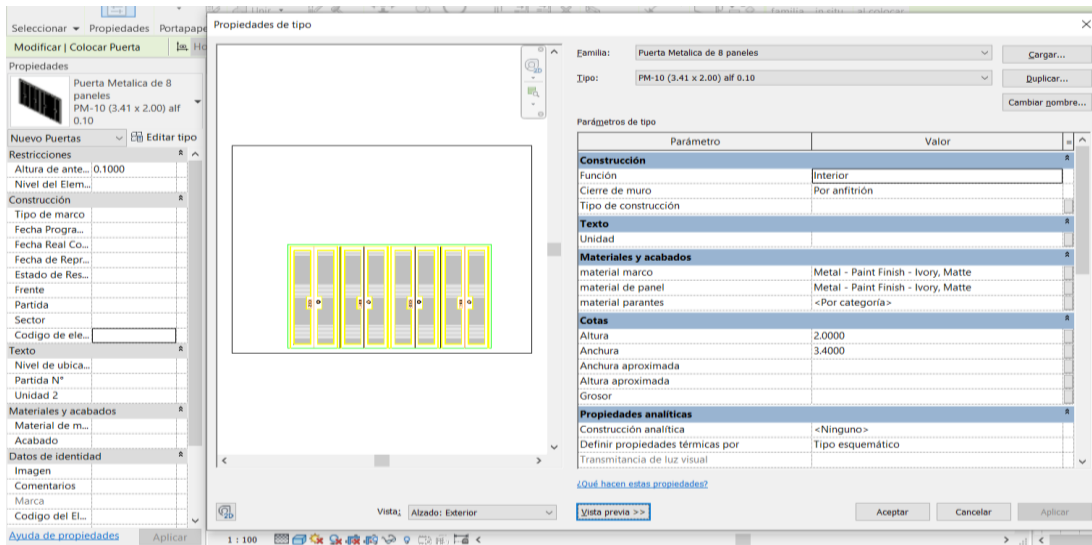 Seleccionar Propiedades Portapape
Modificar | Colocar Puerta
Propiedades
Puerta Metalica de 8
paneles
PM-10 (3.41 x 2.00) alf
0.10
Nuevo Puertas Editar tipo
Restricciones
Altura de ante... 0.1000
Nivel del Elem...
Construcción
Tipo de marco
Fecha Progra...
Fecha Real Co...
Fecha de Repr...
Estado de Res...
Frente
Partida
Sector
Codigo de ele...
Texto
Nivel de ubica...
Partida N°
Unidad 2
Materiales y acabados
Material de m...
Acabado
Datos de identidad
Imagen
Comentarios
Marca
Codigo del El...
Ayuda de propiedades Aplicar
Propiedades de tipo
Familia: Puerta Metalica de 8 paneles Cargar...
Tipo: PM-10 (3.41 x 2.00) alf 0.10 Duplicar...
Cambiar nombre...
Parámetros de tipo
Parámetro Valor =
Construcción
Función Interior
Cierre de muro Por anfitrión
Tipo de construcción
Texto
Unidad
Materiales y acabados
material marco Metal - Paint Finish - Ivory, Matte
material de panel Metal - Paint Finish - Ivory, Matte
material parantes <Por categoría>
Cotas
Altura 2.0000
Anchura 3.4000
Anchura aproximada
Altura aproximada
Grosor
Propiedades analíticas
Construcción analítica <Ninguno>
Definir propiedades térmicas por Tipo esquemático
Transmitancia de luz visual
¿Qué hacen estas propiedades?
Vista: Alzado: Exterior
Vista previa >> Aceptar Cancelar Aplicar
1 : 100